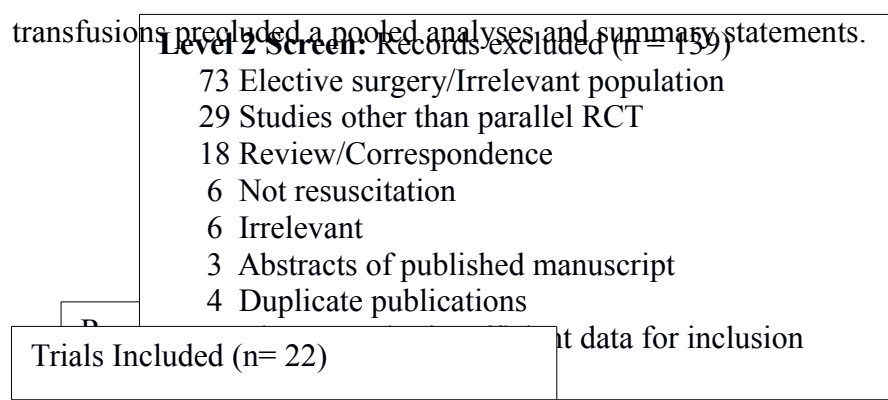 transfusions precluded a pooled analyses and summary statements.
Level 2 Screen: Records excluded (n = 139)
73 Elective surgery/Irrelevant population
29 Studies other than parallel RCT
18 Review/Correspondence
6 Not resuscitation
6 Irrelevant
3 Abstracts of published manuscript
4 Duplicate publications
data for inclusion
Trials Included (n= 22)